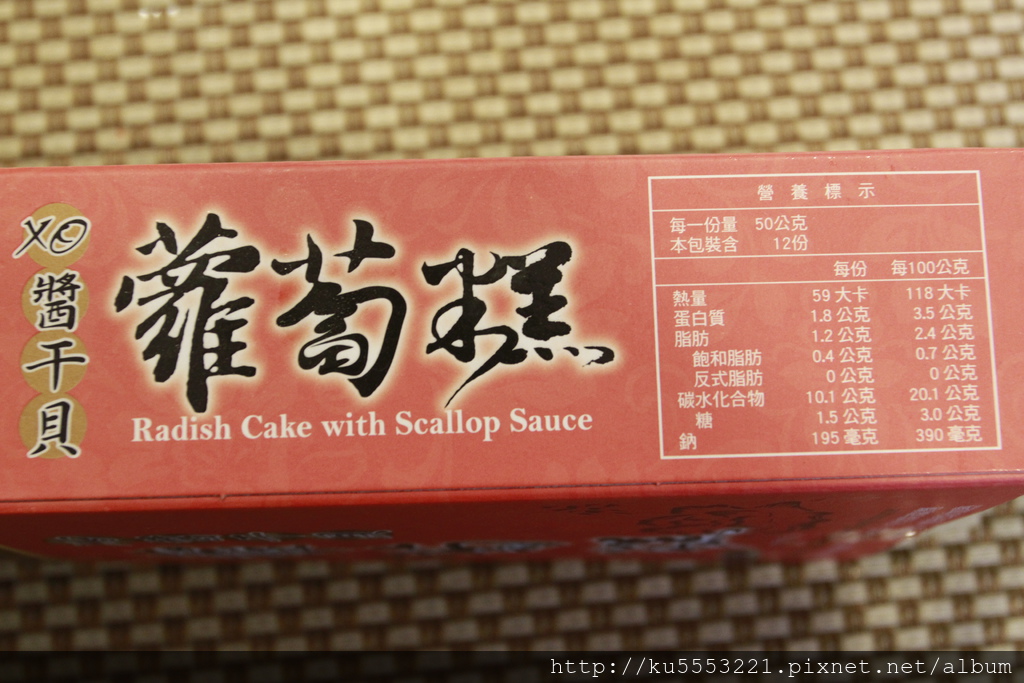 XO醬干貝
蘿蔔糕
Radish Cake with Scallop Sauce
營養標示
每一份量 50公克
本包裝含 12份
每份 每100公克
熱量 59 大卡 118 大卡
蛋白質 1.8 公克 3.5 公克
脂肪 1.2 公克 2.4 公克
飽和脂肪 0.4 公克 0.7 公克
反式脂肪 0 公克 0 公克
碳水化合物 10.1 公克 20.1 公克
糖 1.5 公克 3.0 公克
鈉 195 毫克 390 毫克
http://ku5553221.pixnet.net/album